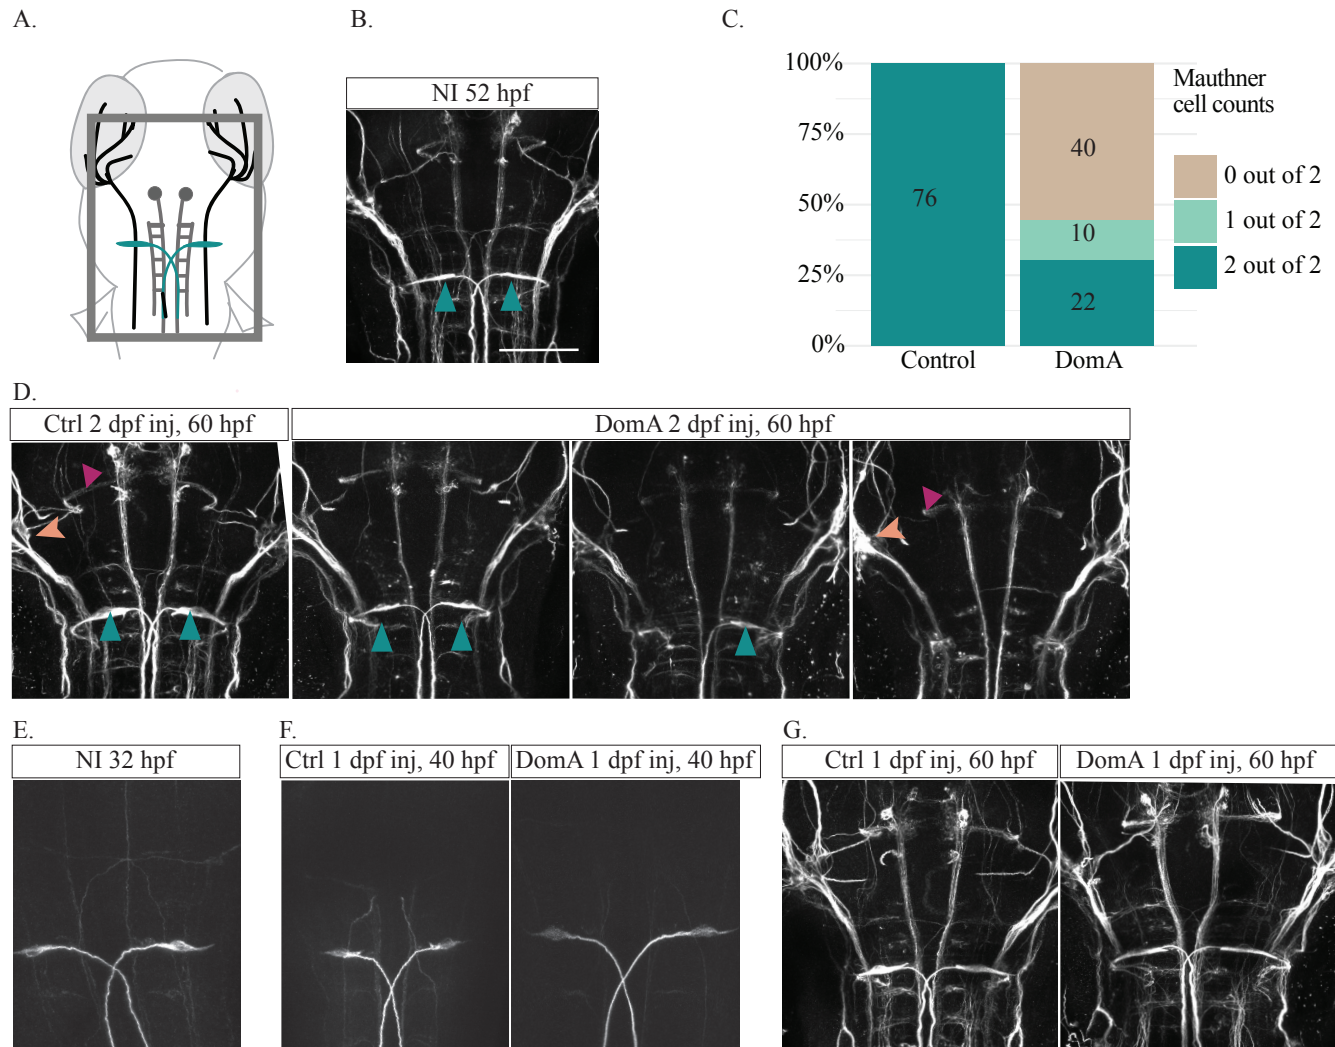 A.
B.
NI 52 hpf
C.
100%
75%
50%
25%
0%
76
40
10
22
Control
DomA
Mauthner
cell counts
0 out of 2
1 out of 2
2 out of 2
D.
Ctrl 2 dpf inj, 60 hpf
DomA 2 dpf inj, 60 hpf
E.
NI 32 hpf
F.
Ctrl 1 dpf inj, 40 hpf
DomA 1 dpf inj, 40 hpf
G.
Ctrl 1 dpf inj, 60 hpf
DomA 1 dpf inj, 60 hpf